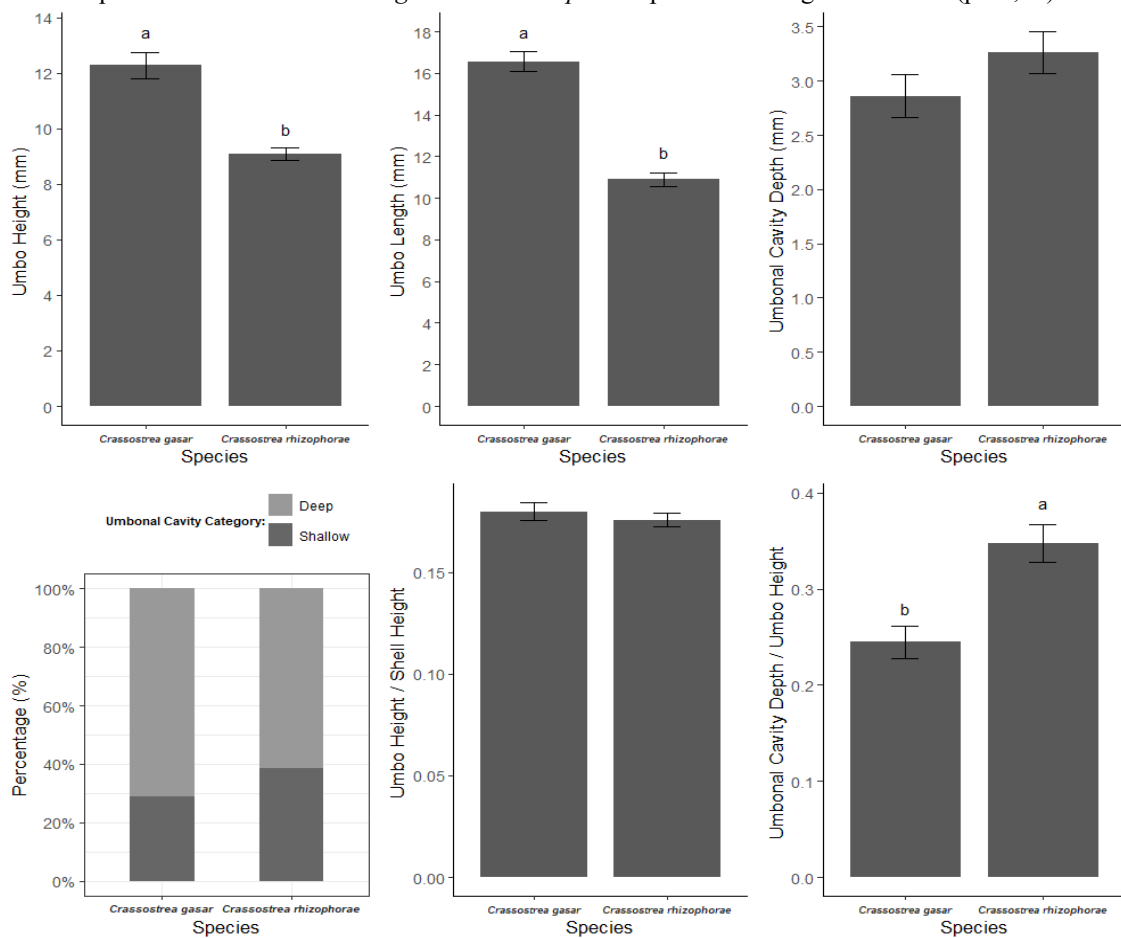 a
b
14
12
10
8
6
4
2
0
Umbo Height (mm)
Crassostrea gasar
Crassostrea rhizophorae
Species
a
b
18
16
14
12
10
8
6
4
2
0
Umbo Length (mm)
Crassostrea gasar
Crassostrea rhizophorae
Species
3.5
3.0
2.5
2.0
1.5
1.0
0.5
0.0
Umbonal Cavity Depth (mm)
Crassostrea gasar
Crassostrea rhizophorae
Species
Umbonal Cavity Category:
Deep
Shallow
100%
80%
60%
40%
20%
0%
Percentage (%)
Crassostrea gasar
Crassostrea rhizophorae
Species
0.15
0.10
0.05
0.00
Umbo Height / Shell Height
Crassostrea gasar
Crassostrea rhizophorae
Species
b
a
0.4
0.3
0.2
0.1
0.0
Umbonal Cavity Depth / Umbo Height
Crassostrea gasar
Crassostrea rhizophorae
Species